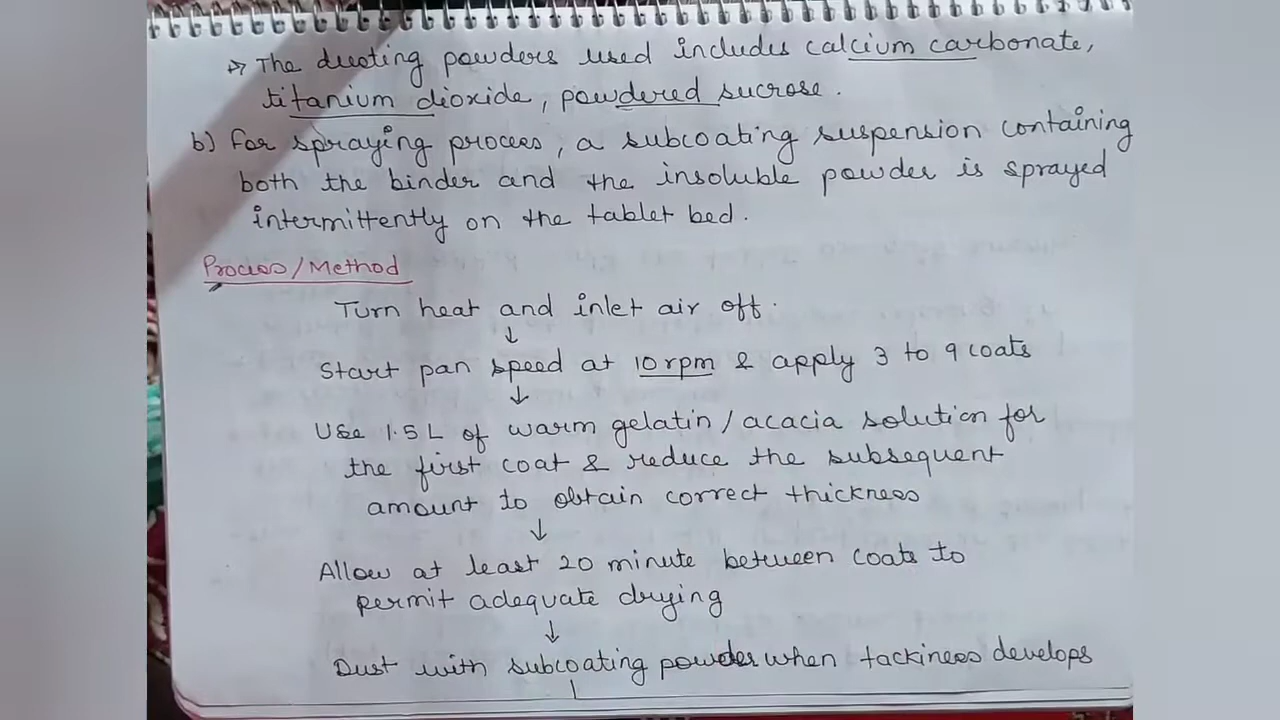 ⇒ The dusting powders used includes calcium carbonate,
titanium dioxide, powdered sucrose.
b) For spraying process, a subcoating suspension containing
both the binder and the insoluble powder is sprayed
intermittently on the tablet bed.
Process/Method
Turn heat and inlet air off.
↓
Start pan speed at 10 rpm & apply 3 to 9 coats
↓
Use 1.5 L of warm gelatin/acacia solution for
the first coat & reduce the subsequent
amount to obtain correct thickness
↓
Allow at least 20 minute between coats to
permit adequate drying
↓
Dust with subcoating powder when tackiness develops